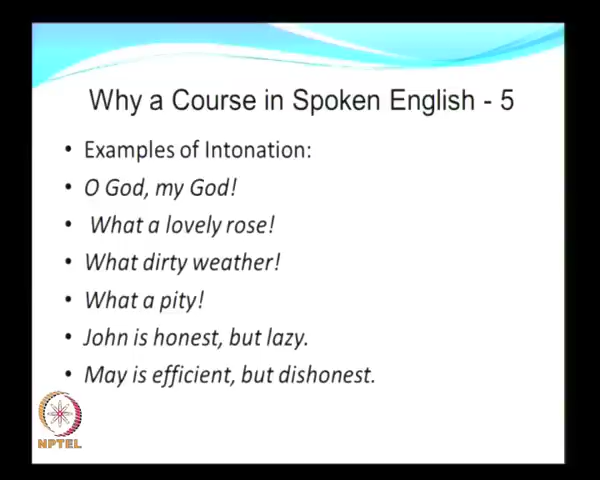 Why a Course in Spoken English - 5
• Examples of Intonation:
• O God, my God!
• What a lovely rose!
• What dirty weather!
• What a pity!
• John is honest, but lazy.
• May is efficient, but dishonest.
NPTEL